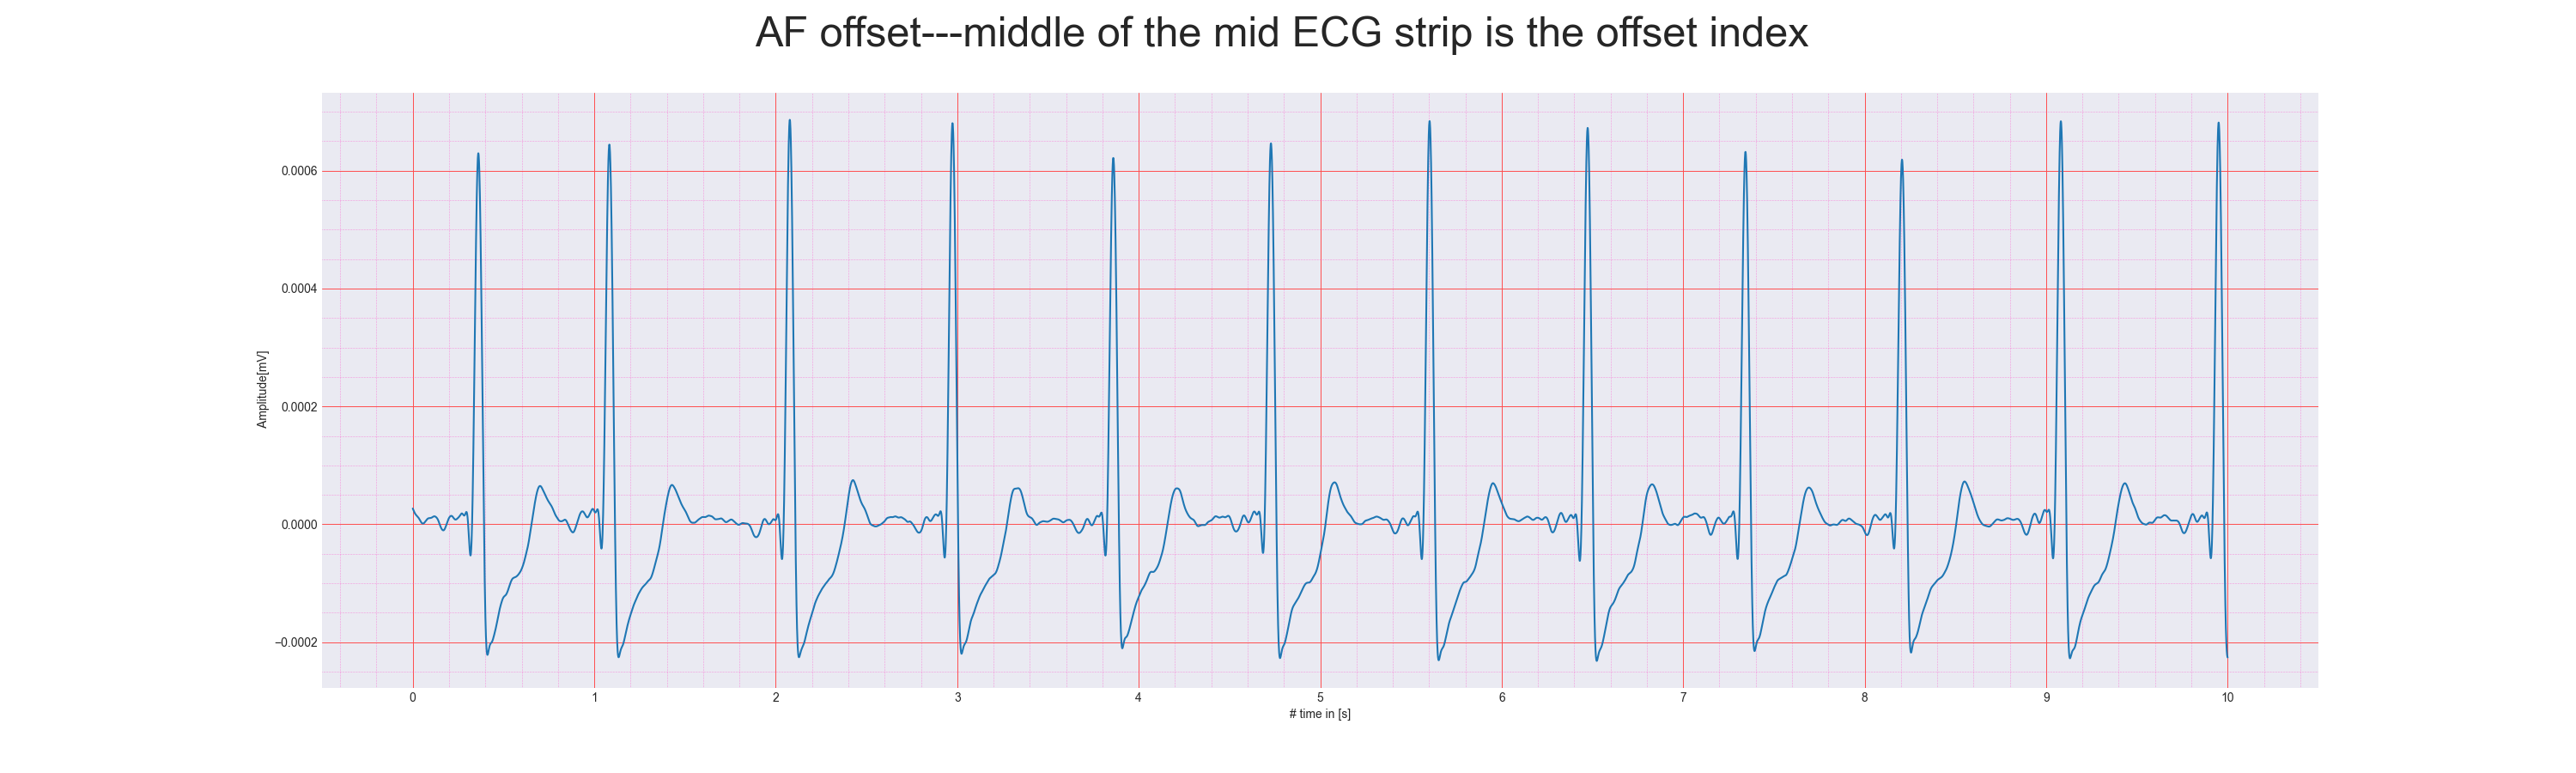 AF offset---middle of the mid ECG strip is the offset index
0.0006
0.0004
0.0002
0.0000
−0.0002
Amplitude[mV]
0 1 2 3 4 5 6 7 8 9 10
# time in [s]